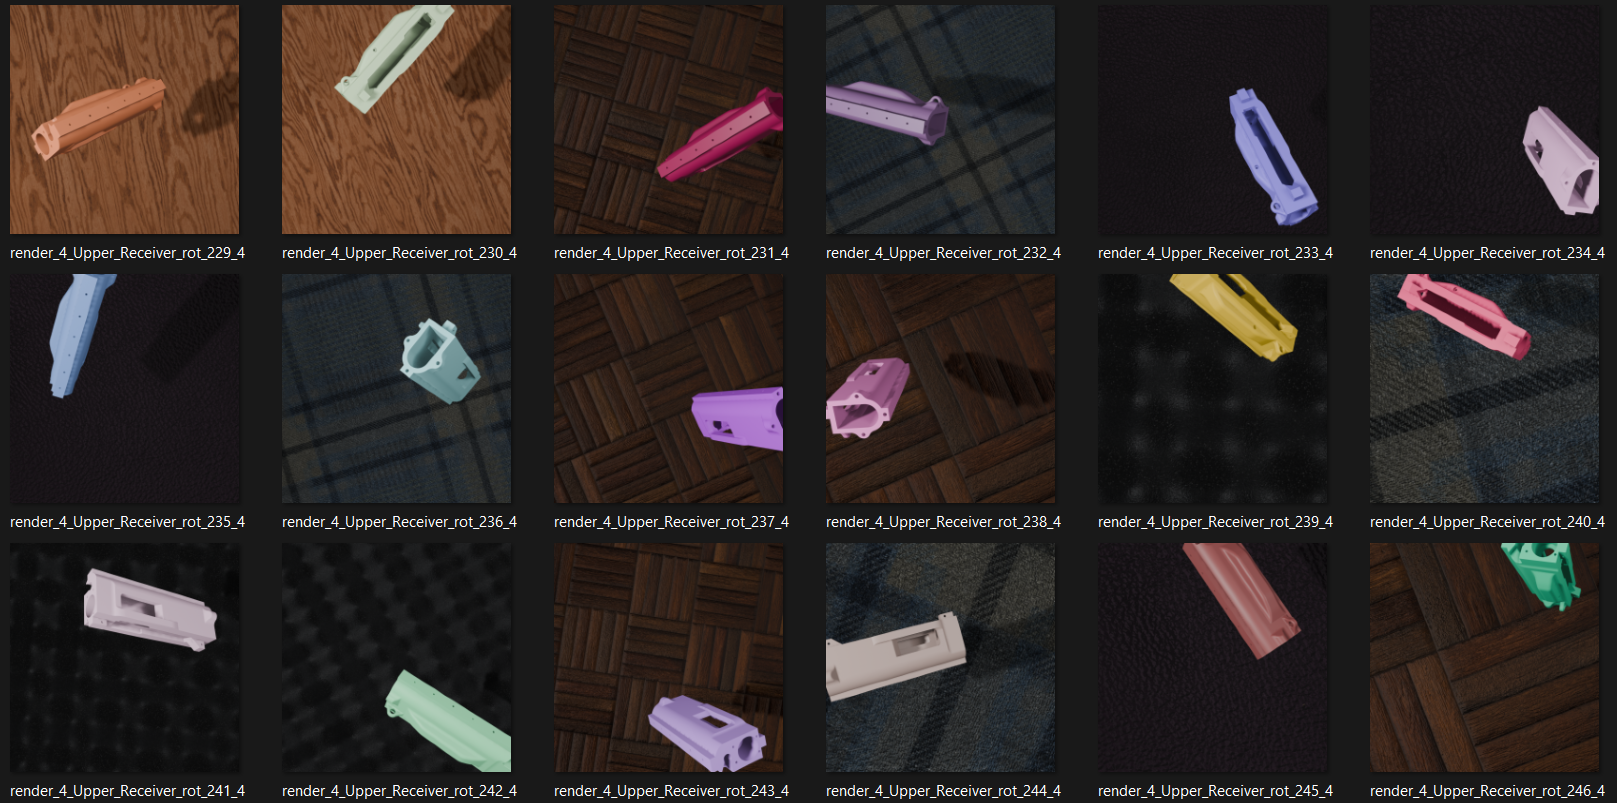 render_4_Upper_Receiver_rot_229_4
render_4_Upper_Receiver_rot_230_4
render_4_Upper_Receiver_rot_231_4
render_4_Upper_Receiver_rot_232_4
render_4_Upper_Receiver_rot_233_4
render_4_Upper_Receiver_rot_234_4
render_4_Upper_Receiver_rot_235_4
render_4_Upper_Receiver_rot_236_4
render_4_Upper_Receiver_rot_237_4
render_4_Upper_Receiver_rot_238_4
render_4_Upper_Receiver_rot_239_4
render_4_Upper_Receiver_rot_240_4
render_4_Upper_Receiver_rot_241_4
render_4_Upper_Receiver_rot_242_4
render_4_Upper_Receiver_rot_243_4
render_4_Upper_Receiver_rot_244_4
render_4_Upper_Receiver_rot_245_4
render_4_Upper_Receiver_rot_246_4